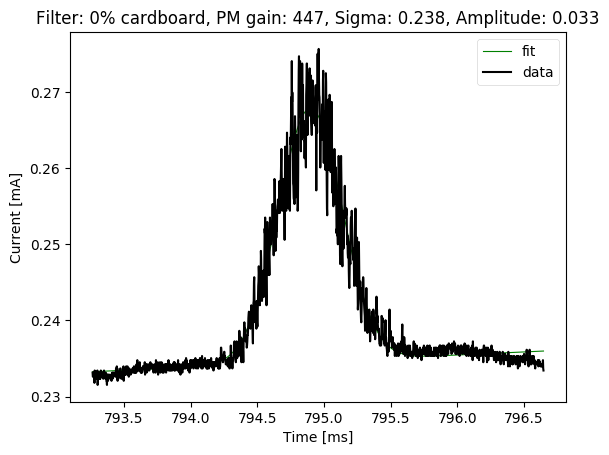 Filter: 0% cardboard, PM gain: 447, Sigma: 0.238, Amplitude: 0.033
fit
data
0.27
0.26
0.25
0.24
0.23
Current [mA]
793.5 794.0 794.5 795.0 795.5 796.0 796.5
Time [ms]